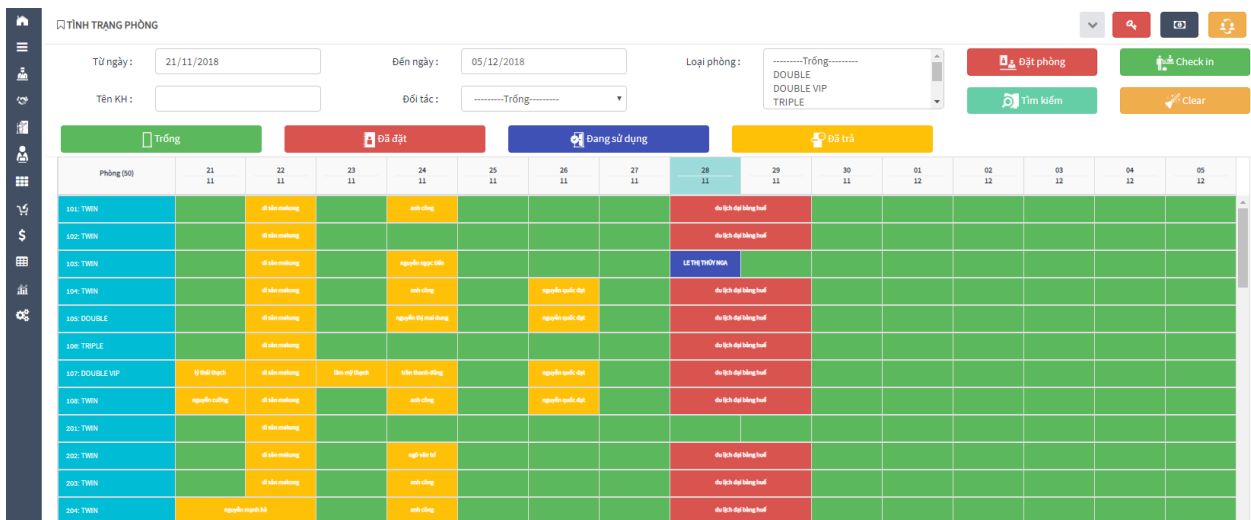 TÌNH TRẠNG PHÒNG
Từ ngày : 21/11/2018 Đến ngày : 05/12/2018 Loại phòng : ---------Trống--------- Đặt phòng Check in
DOUBLE
DOUBLE VIP
Tên KH : Đối tác : ---------Trống--------- TRIPLE Tìm kiếm Clear
Trống Đã đặt Đang sử dụng Đã trả
Phòng (50) 21 22 23 24 25 26 27 28 29 30 01 02 03 04 05
11 11 11 11 11 11 11 11 11 11 12 12 12 12 12
101: TWIN di sản mekong anh công du lịch đại bàng huế
102: TWIN di sản mekong du lịch đại bàng huế
103: TWIN di sản mekong nguyễn ngọc tiến LE THỊ THÚY NGA
104: TWIN di sản mekong anh công nguyễn quốc đạt du lịch đại bàng huế
105: DOUBLE di sản mekong nguyễn thị mai dung nguyễn quốc đạt du lịch đại bàng huế
106: TRIPLE di sản mekong du lịch đại bàng huế
107: DOUBLE VIP lý thái thạch di sản mekong lâm mỹ thạnh trần thanh đông nguyễn quốc đạt du lịch đại bàng huế
108: TWIN nguyễn cường di sản mekong anh công nguyễn quốc đạt du lịch đại bàng huế
201: TWIN di sản mekong
202: TWIN di sản mekong ngô văn trí du lịch đại bàng huế
203: TWIN di sản mekong anh công du lịch đại bàng huế
204: TWIN nguyễn mạnh hà anh công du lịch đại bàng huế